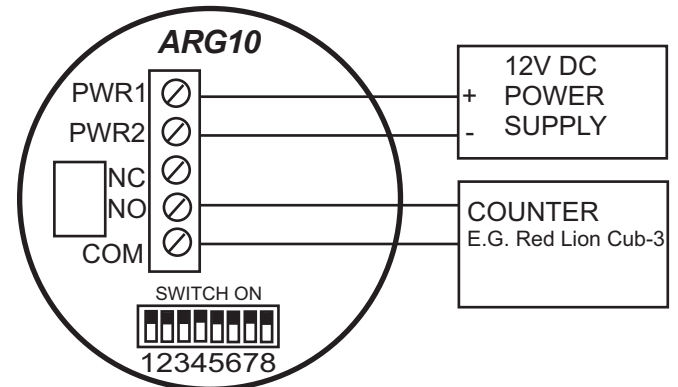 ARG10
PWR1
PWR2
NC
NO
COM
SWITCH ON
12345678
12V DC
+ POWER
- SUPPLY
COUNTER
E.G. Red Lion Cub-3